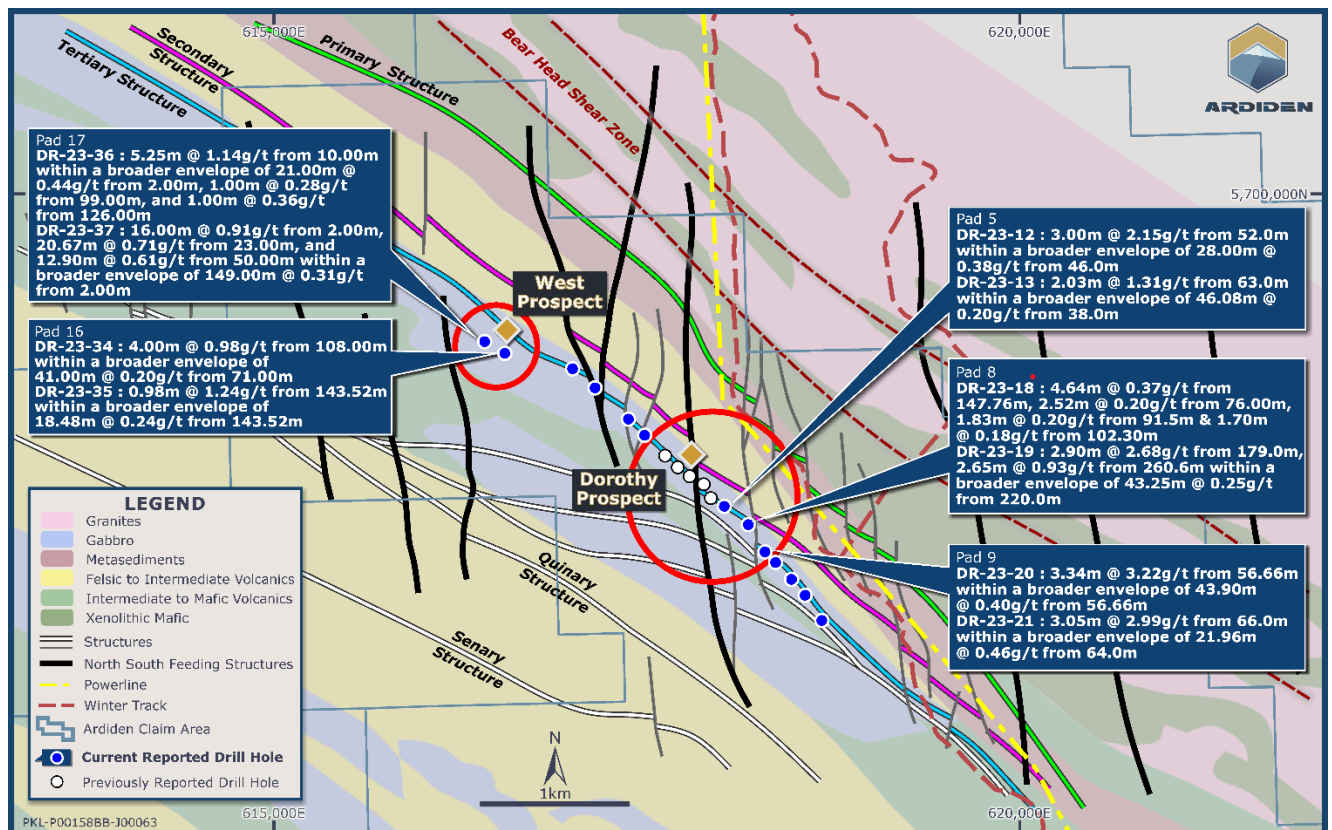 615,000E
620,000E
ARDIDEN
Secondary
Structure
Tertiary Structure
Primary Structure
Bear Head Shear Zone
5,700,000N
Pad 17
DR-23-36 : 5.25m @ 1.14g/t from 10.00m
within a broader envelope of 21.00m @
0.44g/t from 2.00m, 1.00m @ 0.28g/t
from 99.00m, and 1.00m @ 0.36g/t
from 126.00m
DR-23-37 : 16.00m @ 0.91g/t from 2.00m,
20.67m @ 0.71g/t from 23.00m, and
12.90m @ 0.61g/t from 50.00m within a
broader envelope of 149.00m @ 0.31g/t
from 2.00m
Pad 16
DR-23-34 : 4.00m @ 0.98g/t from 108.00m
within a broader envelope of
41.00m @ 0.20g/t from 71.00m
DR-23-35 : 0.98m @ 1.24g/t from 143.52m
within a broader envelope of
18.48m @ 0.24g/t from 143.52m
West
Prospect
Dorothy
Prospect
Pad 5
DR-23-12 : 3.00m @ 2.15g/t from 52.0m
within a broader envelope of 28.00m @
0.38g/t from 46.0m
DR-23-13 : 2.03m @ 1.31g/t from 63.0m
within a broader envelope of 46.08m @
0.20g/t from 38.0m
Pad 8
DR-23-18 : 4.64m @ 0.37g/t from
147.76m, 2.52m @ 0.20g/t from 76.00m,
1.83m @ 0.20g/t from 91.5m & 1.70m
@ 0.18g/t from 102.30m
DR-23-19 : 2.90m @ 2.68g/t from 179.0m,
2.65m @ 0.93g/t from 260.6m within a
broader envelope of 43.25m @ 0.25g/t
from 220.0m
Pad 9
DR-23-20 : 3.34m @ 3.22g/t from 56.66m
within a broader envelope of 43.90m
@ 0.40g/t from 56.66m
DR-23-21 : 3.05m @ 2.99g/t from 66.0m
within a broader envelope of 21.96m
@ 0.46g/t from 64.0m
Quinary
Structure
Senary
Structure
LEGEND
Granites
Gabbro
Metasediments
Felsic to Intermediate Volcanics
Intermediate to Mafic Volcanics
Xenolithic Mafic
Structures
North South Feeding Structures
Powerline
Winter Track
Ardiden Claim Area
Current Reported Drill Hole
Previously Reported Drill Hole
N
1km
615,000E
620,000E
PKL-P00158BB-J00063